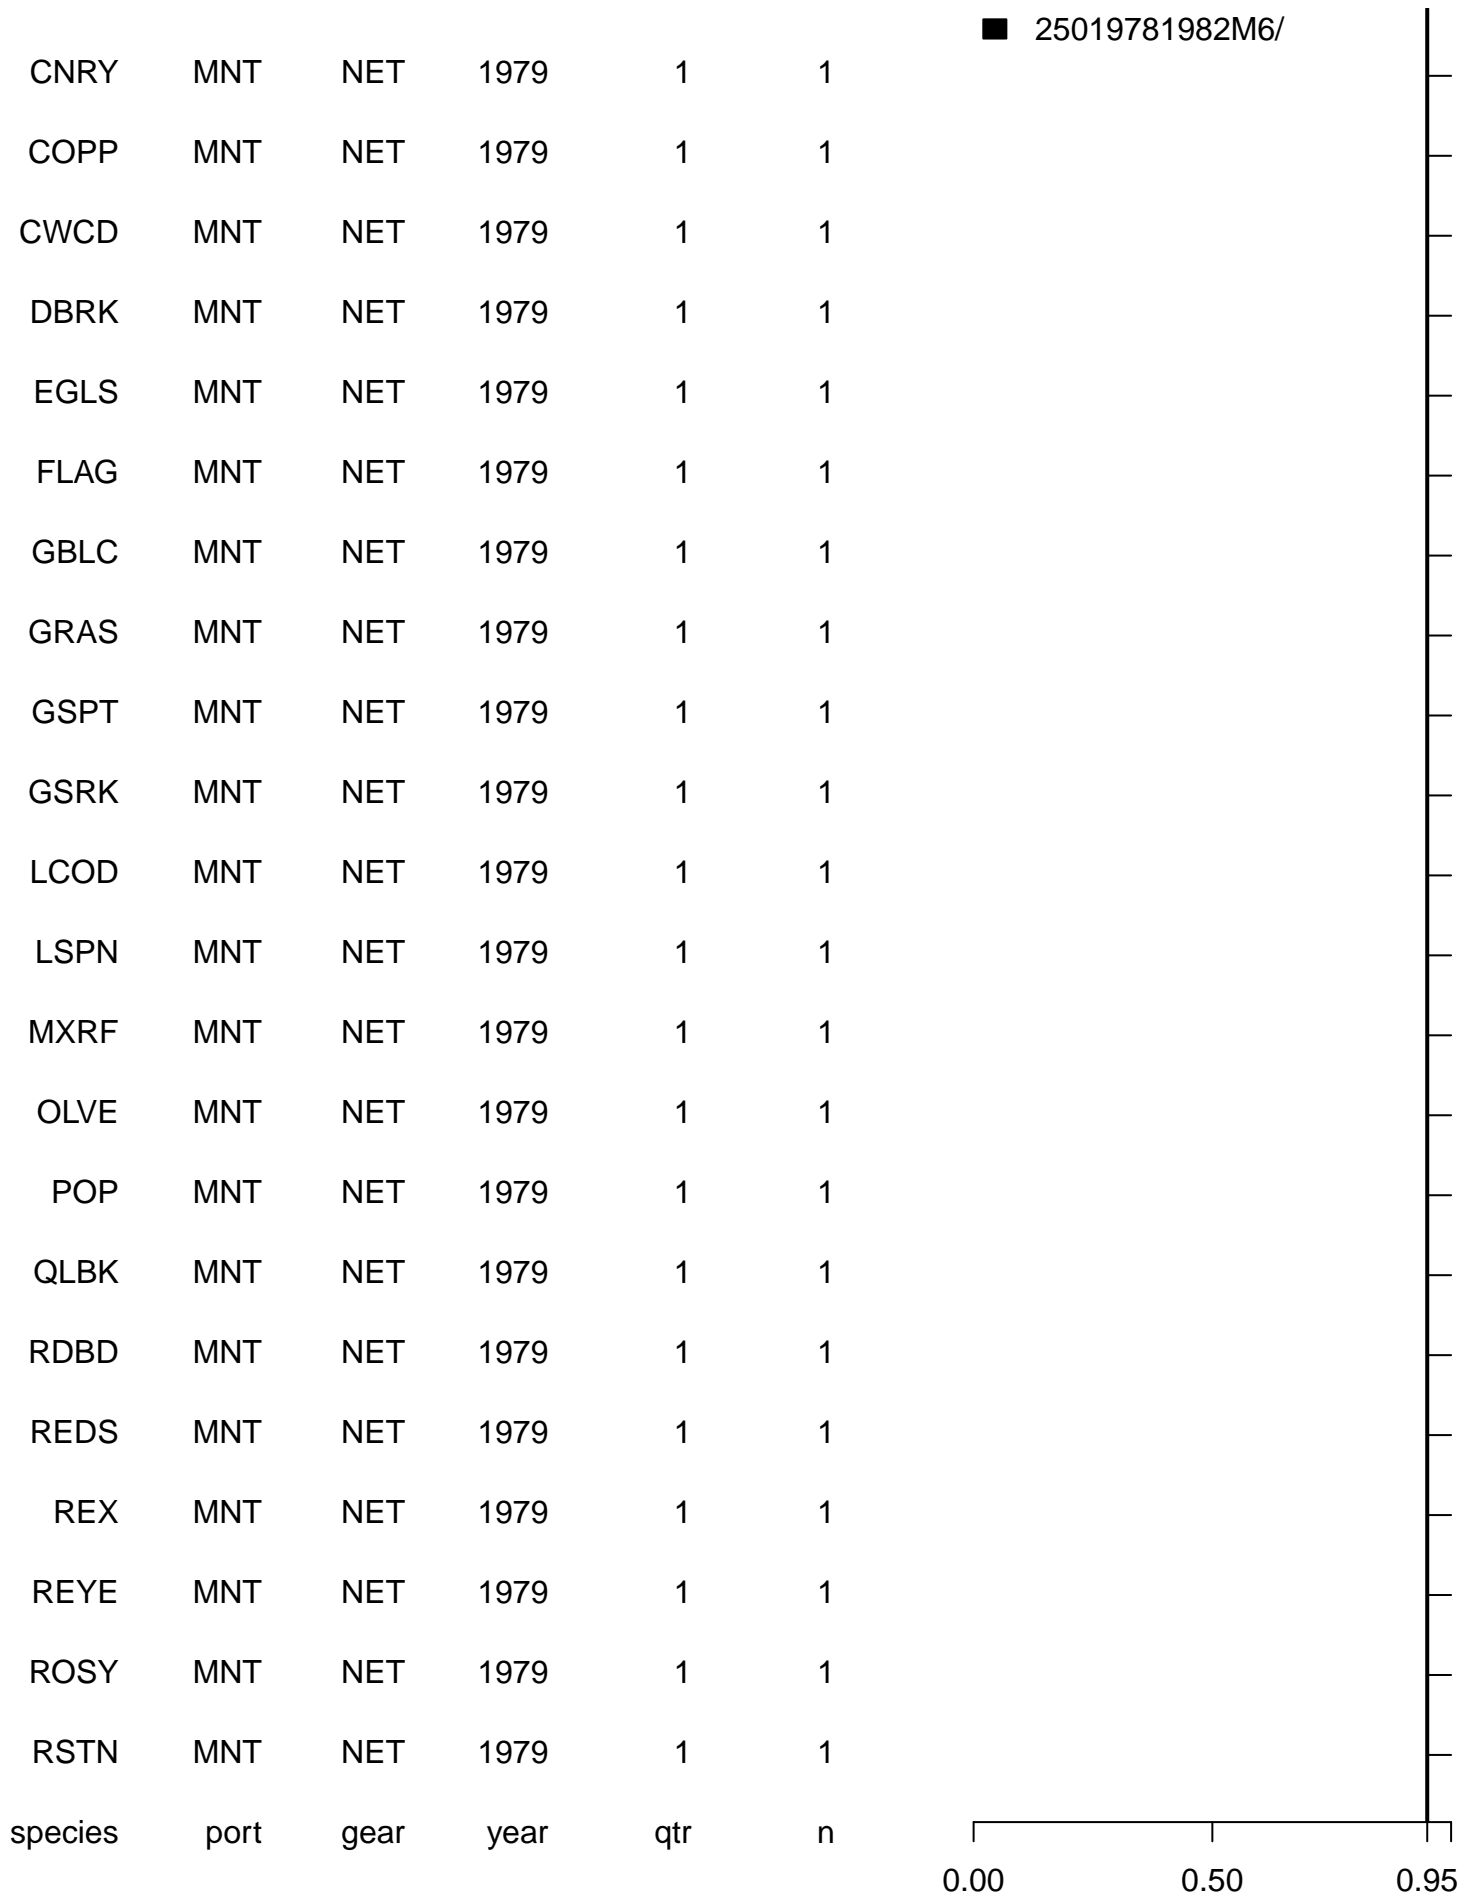 25019781982M6/
CNRY MNT NET 1979 1 1
COPP MNT NET 1979 1 1
CWCD MNT NET 1979 1 1
DBRK MNT NET 1979 1 1
EGLS MNT NET 1979 1 1
FLAG MNT NET 1979 1 1
GBLC MNT NET 1979 1 1
GRAS MNT NET 1979 1 1
GSPT MNT NET 1979 1 1
GSRK MNT NET 1979 1 1
LCOD MNT NET 1979 1 1
LSPN MNT NET 1979 1 1
MXRF MNT NET 1979 1 1
OLVE MNT NET 1979 1 1
POP MNT NET 1979 1 1
QLBK MNT NET 1979 1 1
RDBD MNT NET 1979 1 1
REDS MNT NET 1979 1 1
REX MNT NET 1979 1 1
REYE MNT NET 1979 1 1
ROSY MNT NET 1979 1 1
RSTN MNT NET 1979 1 1
species port gear year qtr n
0.00 0.50 0.95